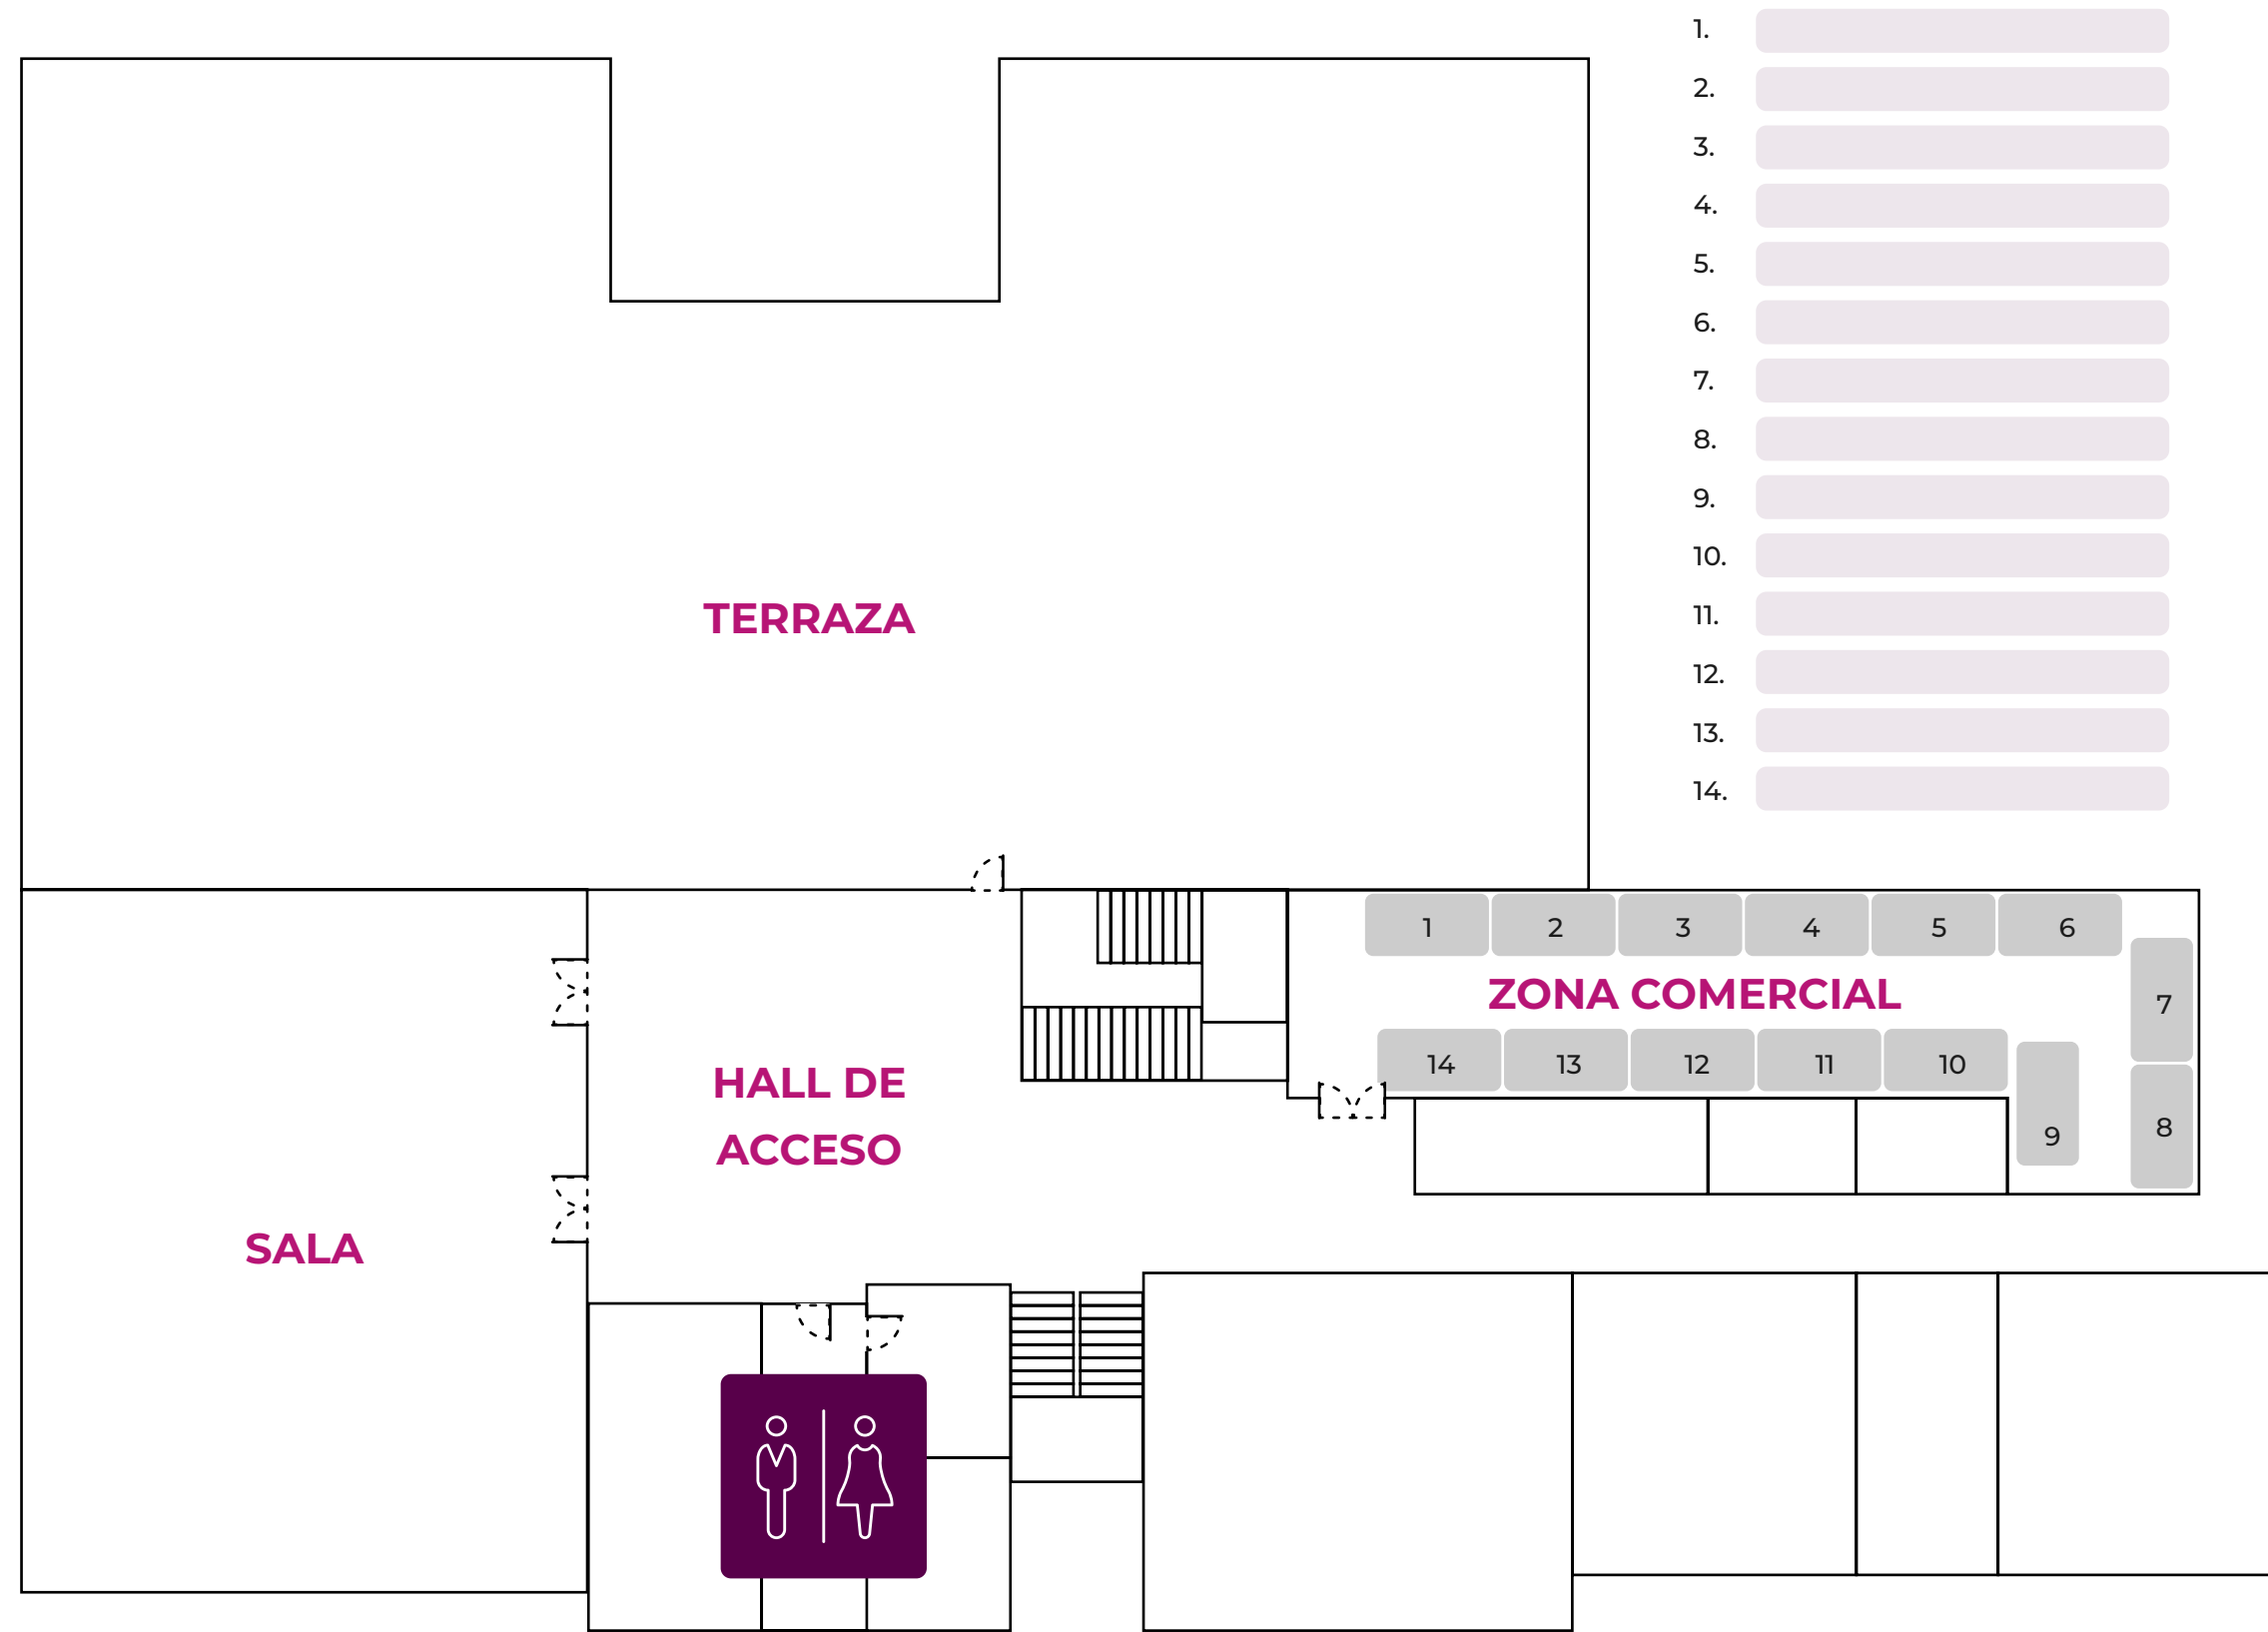 1.
2.
3.
4.
5.
6.
7.
8.
9.
10.
11.
12.
13.
14.
TERRAZA
1 2 3 4 5 6
ZONA COMERCIAL
7
14 13 12 11 10
HALL DE
ACCESO
8
9
SALA